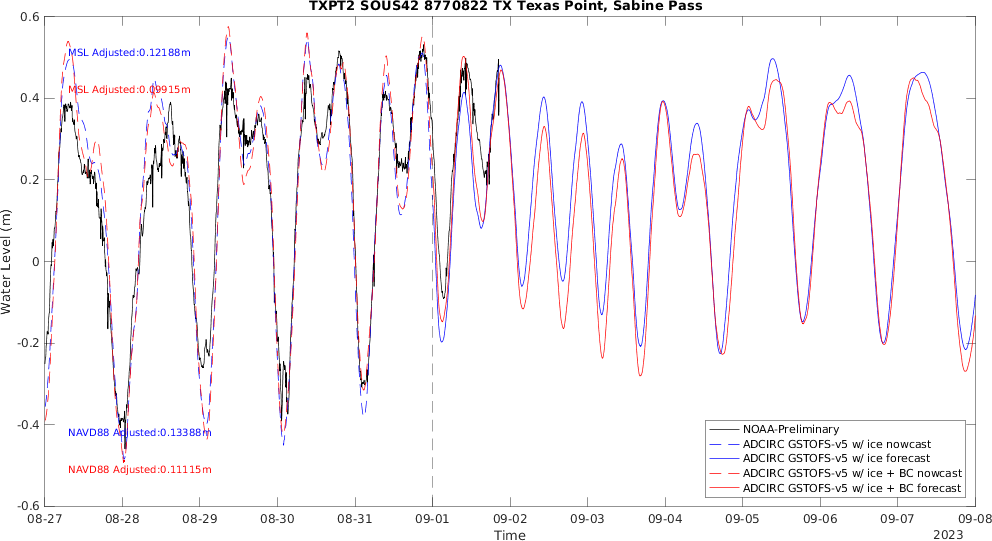 TXPT2 SOUS42 8770822 TX Texas Point, Sabine Pass
0.6
0.4
0.2
0
-0.2
-0.4
-0.6
Water Level (m)
MSL Adjusted:0.12188m
MSL Adjusted:0.09915m
NAVD88 Adjusted:0.13388m
NAVD88 Adjusted:0.11115m
NOAA-Preliminary
ADCIRC GSTOFS-v5 w/ ice nowcast
ADCIRC GSTOFS-v5 w/ ice forecast
ADCIRC GSTOFS-v5 w/ ice + BC nowcast
ADCIRC GSTOFS-v5 w/ ice + BC forecast
08-27 08-28 08-29 08-30 08-31 09-01 09-02 09-03 09-04 09-05 09-06 09-07 09-08
Time
2023